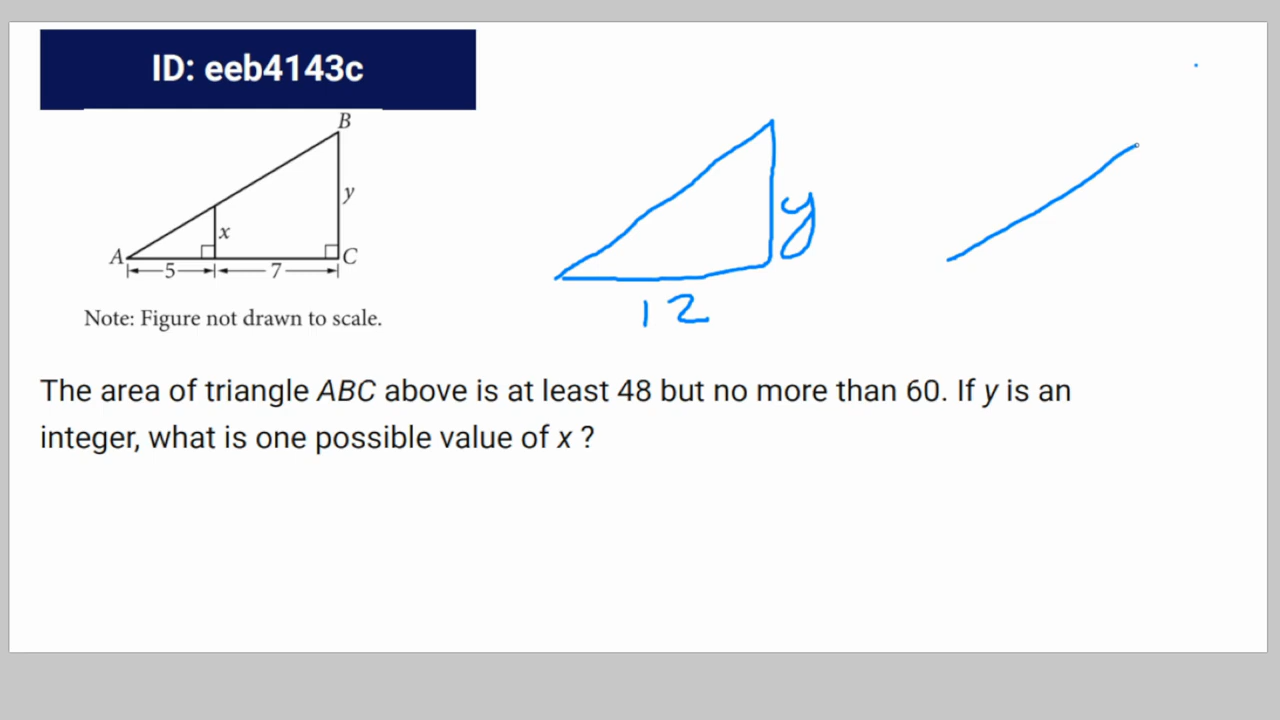 ID: eeb4143c
B
y
x
A
C
5
7
Note: Figure not drawn to scale.
y
12
The area of triangle ABC above is at least 48 but no more than 60. If y is an
integer, what is one possible value of x ?